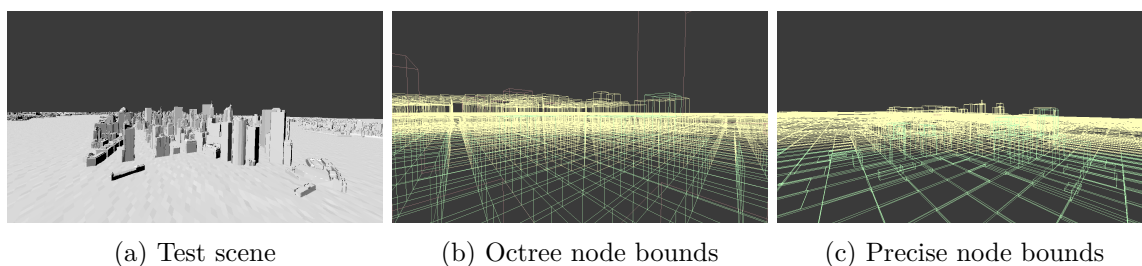 (a) Test scene
(b) Octree node bounds
(c) Precise node bounds